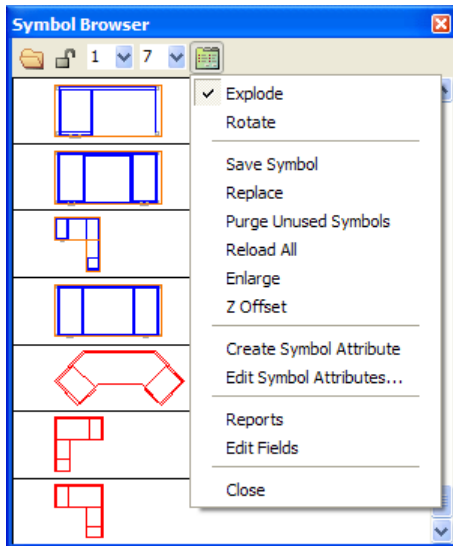 Symbol Browser
1 7
Explode
Rotate
Save Symbol
Replace
Purge Unused Symbols
Reload All
Enlarge
Z Offset
Create Symbol Attribute
Edit Symbol Attributes...
Reports
Edit Fields
Close